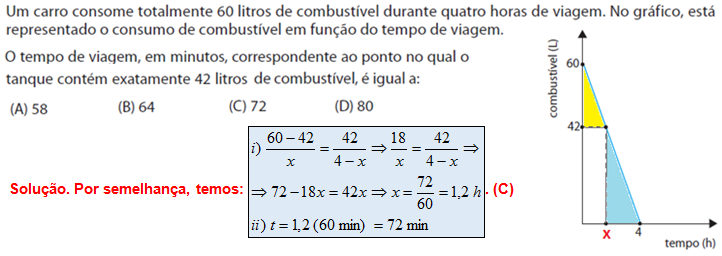 Um carro consome totalmente 60 litros de combustível durante quatro horas de viagem. No gráfico, está
representado o consumo de combustível em função do tempo de viagem.
O tempo de viagem, em minutos, correspondente ao ponto no qual o
tanque contém exatamente 42 litros de combustível, é igual a:
(A) 58 (B) 64 (C) 72 (D) 80
Solução. Por semelhança, temos:
i) (60 − 42)/x = 42/(4 − x) ⇒ 18/x = 42/(4 − x) ⇒
⇒ 72 − 18x = 42x ⇒ x = 72/60 = 1,2 h
ii) t = 1,2 (60 min) = 72 min
. (C)
combustível (L)
60
42
X
4
tempo (h)